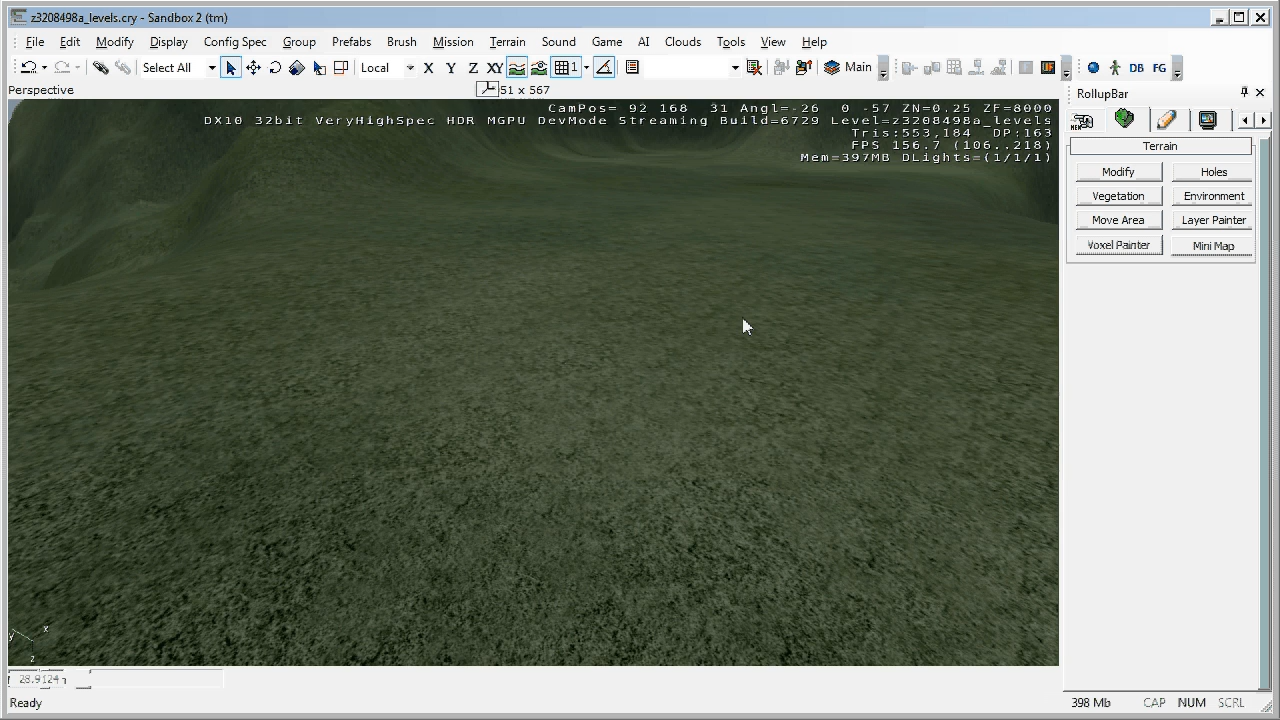 z3208498a_levels.cry - Sandbox 2 (tm)
File Edit Modify Display Config Spec Group Prefabs Brush Mission Terrain Sound Game AI Clouds Tools View Help
Select All Local X Y Z XY 1 Main DB FG
Perspective 51 x 567 RollupBar
CamPos= 92 168 31 Angl=-26 0 -57 ZN=0.25 ZF=8000
DX10 32bit VeryHighSpec HDR MGPU DevMode Streaming Build=6729 Level=z3208498a_levels
Tris:553,184 DP:163
FPS 156.7 (106..218)
Mem=397MB DLights=(1/1/1)
Terrain
Modify Holes
Vegetation Environment
Move Area Layer Painter
Voxel Painter Mini Map
y x
z
28.9124
Ready 398 Mb CAP NUM SCRL